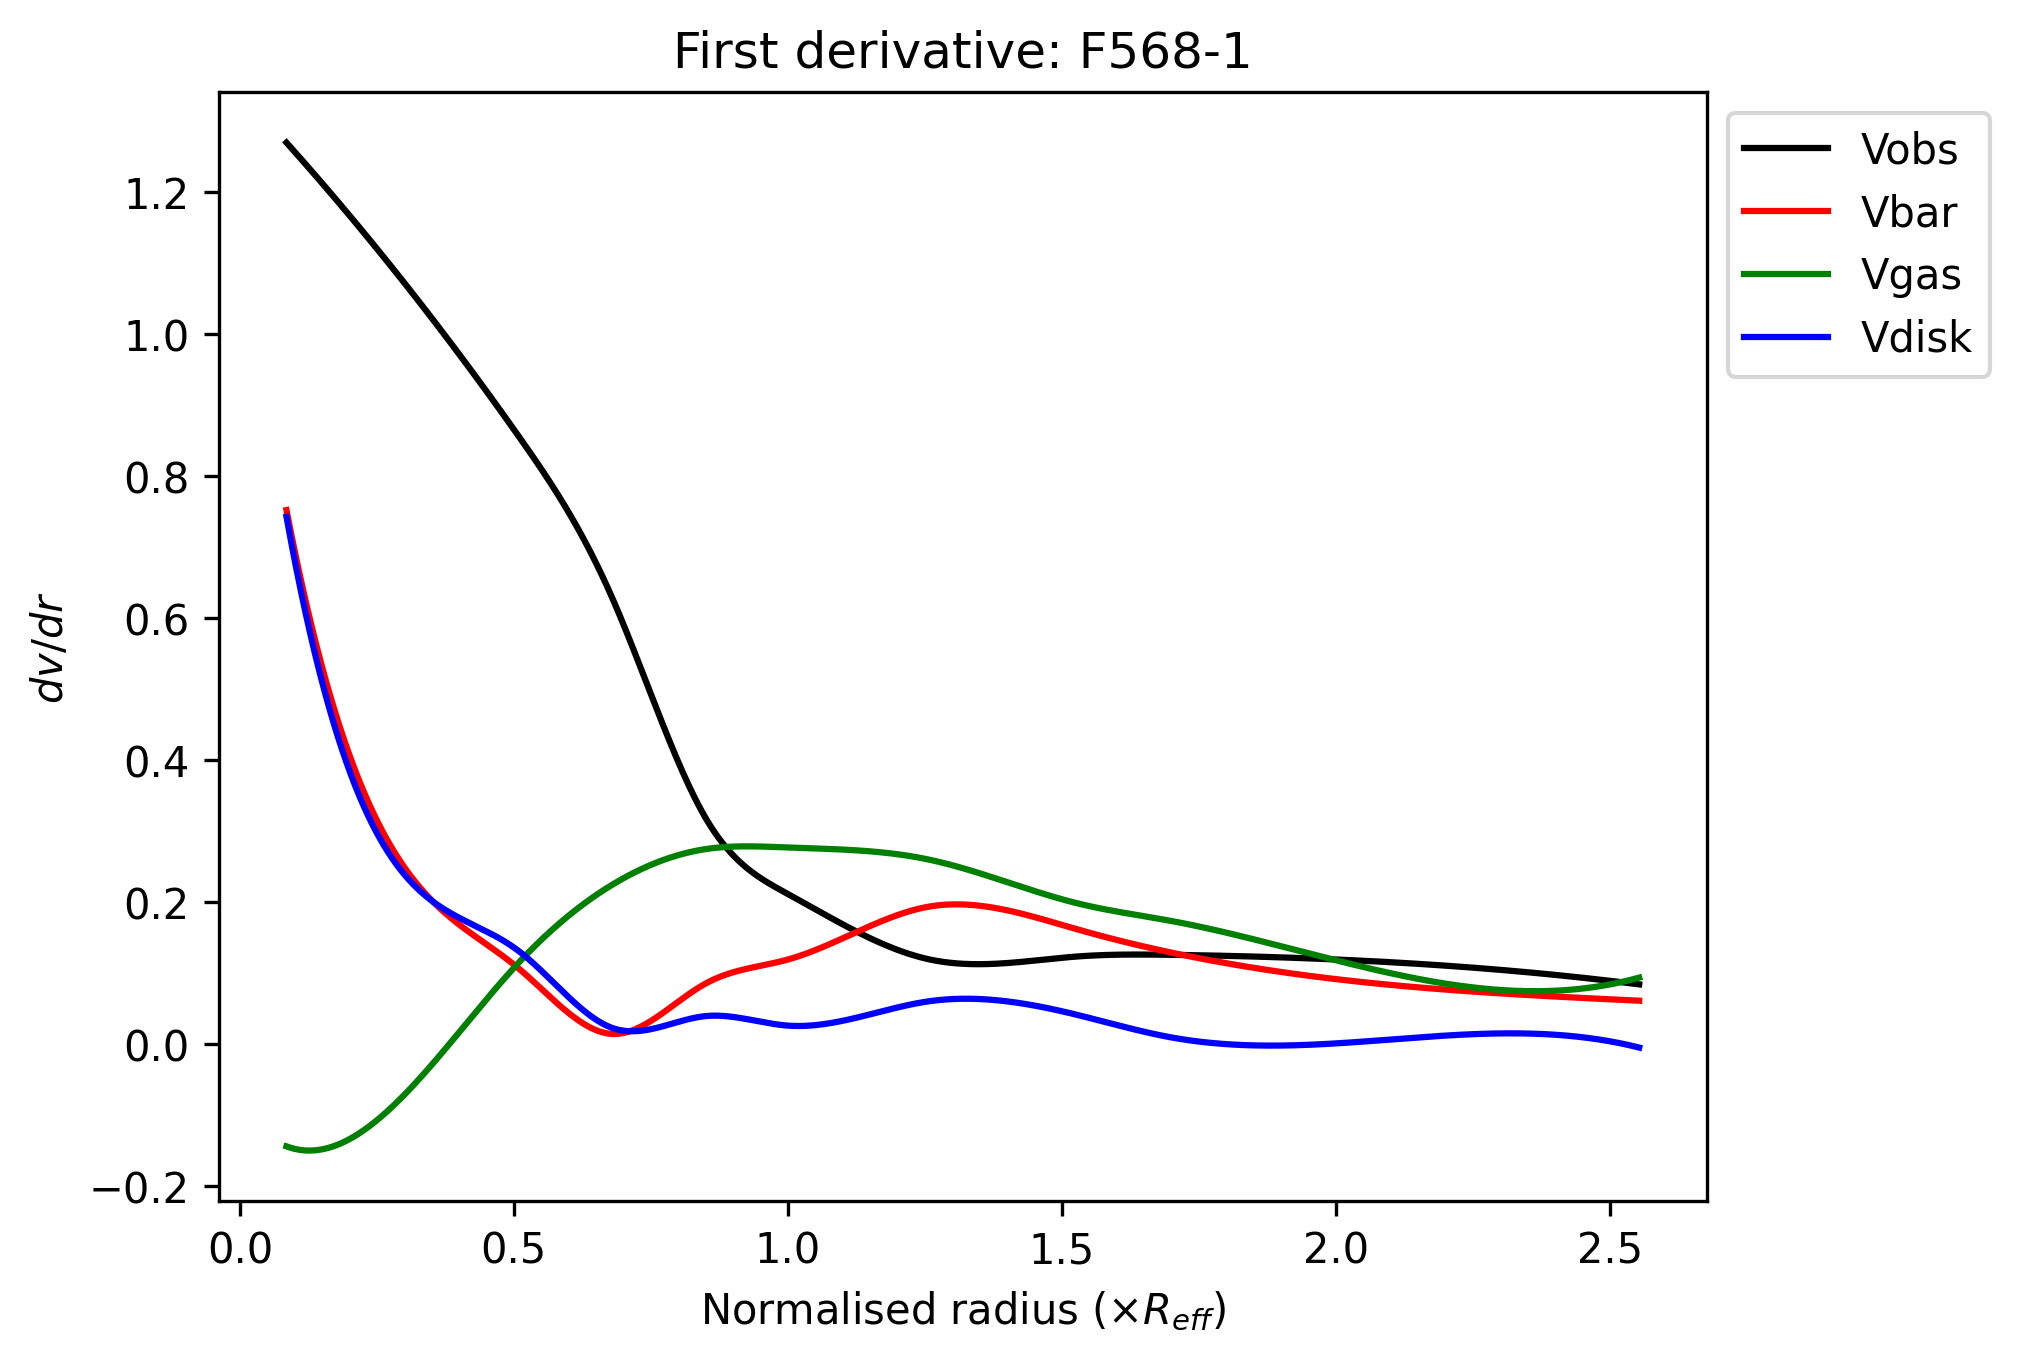 First derivative: F568-1
Vobs
Vbar
Vgas
Vdisk
1.2
1.0
0.8
0.6
0.4
0.2
0.0
−0.2
dv/dr
0.0 0.5 1.0 1.5 2.0 2.5
Normalised radius (×R_eff)